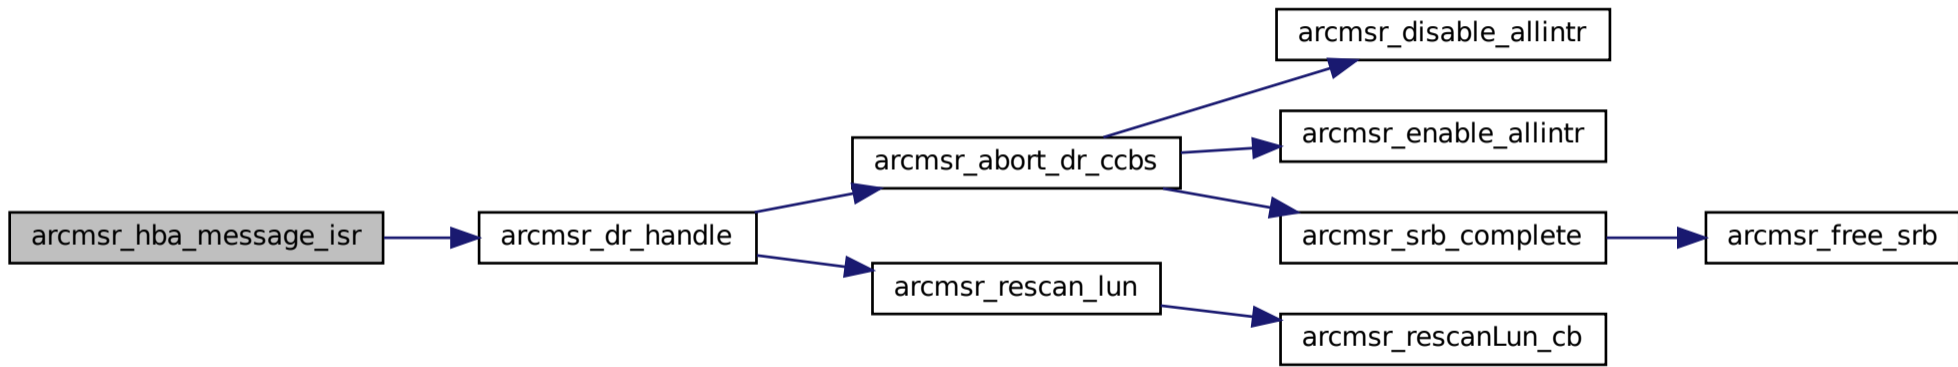 arcmsr_disable_allintr
arcmsr_enable_allintr
arcmsr_abort_dr_ccbs
arcmsr_hba_message_isr
arcmsr_dr_handle
arcmsr_srb_complete
arcmsr_free_srb
arcmsr_rescan_lun
arcmsr_rescanLun_cb